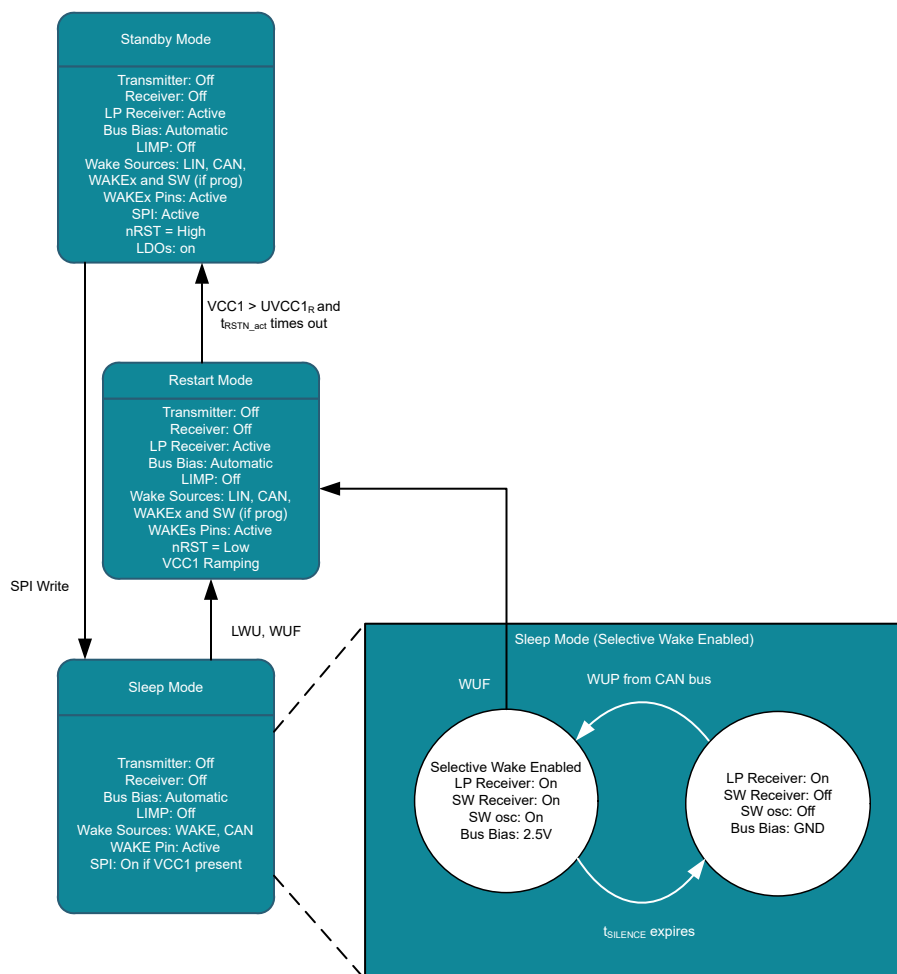 Standby Mode
Transmitter: Off
Receiver: Off
LP Receiver: Active
Bus Bias: Automatic
LIMP: Off
Wake Sources: LIN, CAN,
WAKEx and SW (if prog)
WAKEx Pins: Active
SPI: Active
nRST = High
LDOs: on
VCC1 > UVCC1R and
tRSTN_act times out
Restart Mode
Transmitter: Off
Receiver: Off
LP Receiver: Active
Bus Bias: Automatic
LIMP: Off
Wake Sources: LIN, CAN,
WAKEx and SW (if prog)
WAKEs Pins: Active
nRST = Low
VCC1 Ramping
SPI Write
LWU, WUF
Sleep Mode
Transmitter: Off
Receiver: Off
Bus Bias: Automatic
LIMP: Off
Wake Sources: WAKE, CAN
WAKE Pin: Active
SPI: On if VCC1 present
Sleep Mode (Selective Wake Enabled)
WUF
WUP from CAN bus
Selective Wake Enabled
LP Receiver: On
SW Receiver: On
SW osc: On
Bus Bias: 2.5V
LP Receiver: On
SW Receiver: Off
SW osc: Off
Bus Bias: GND
tSILENCE expires